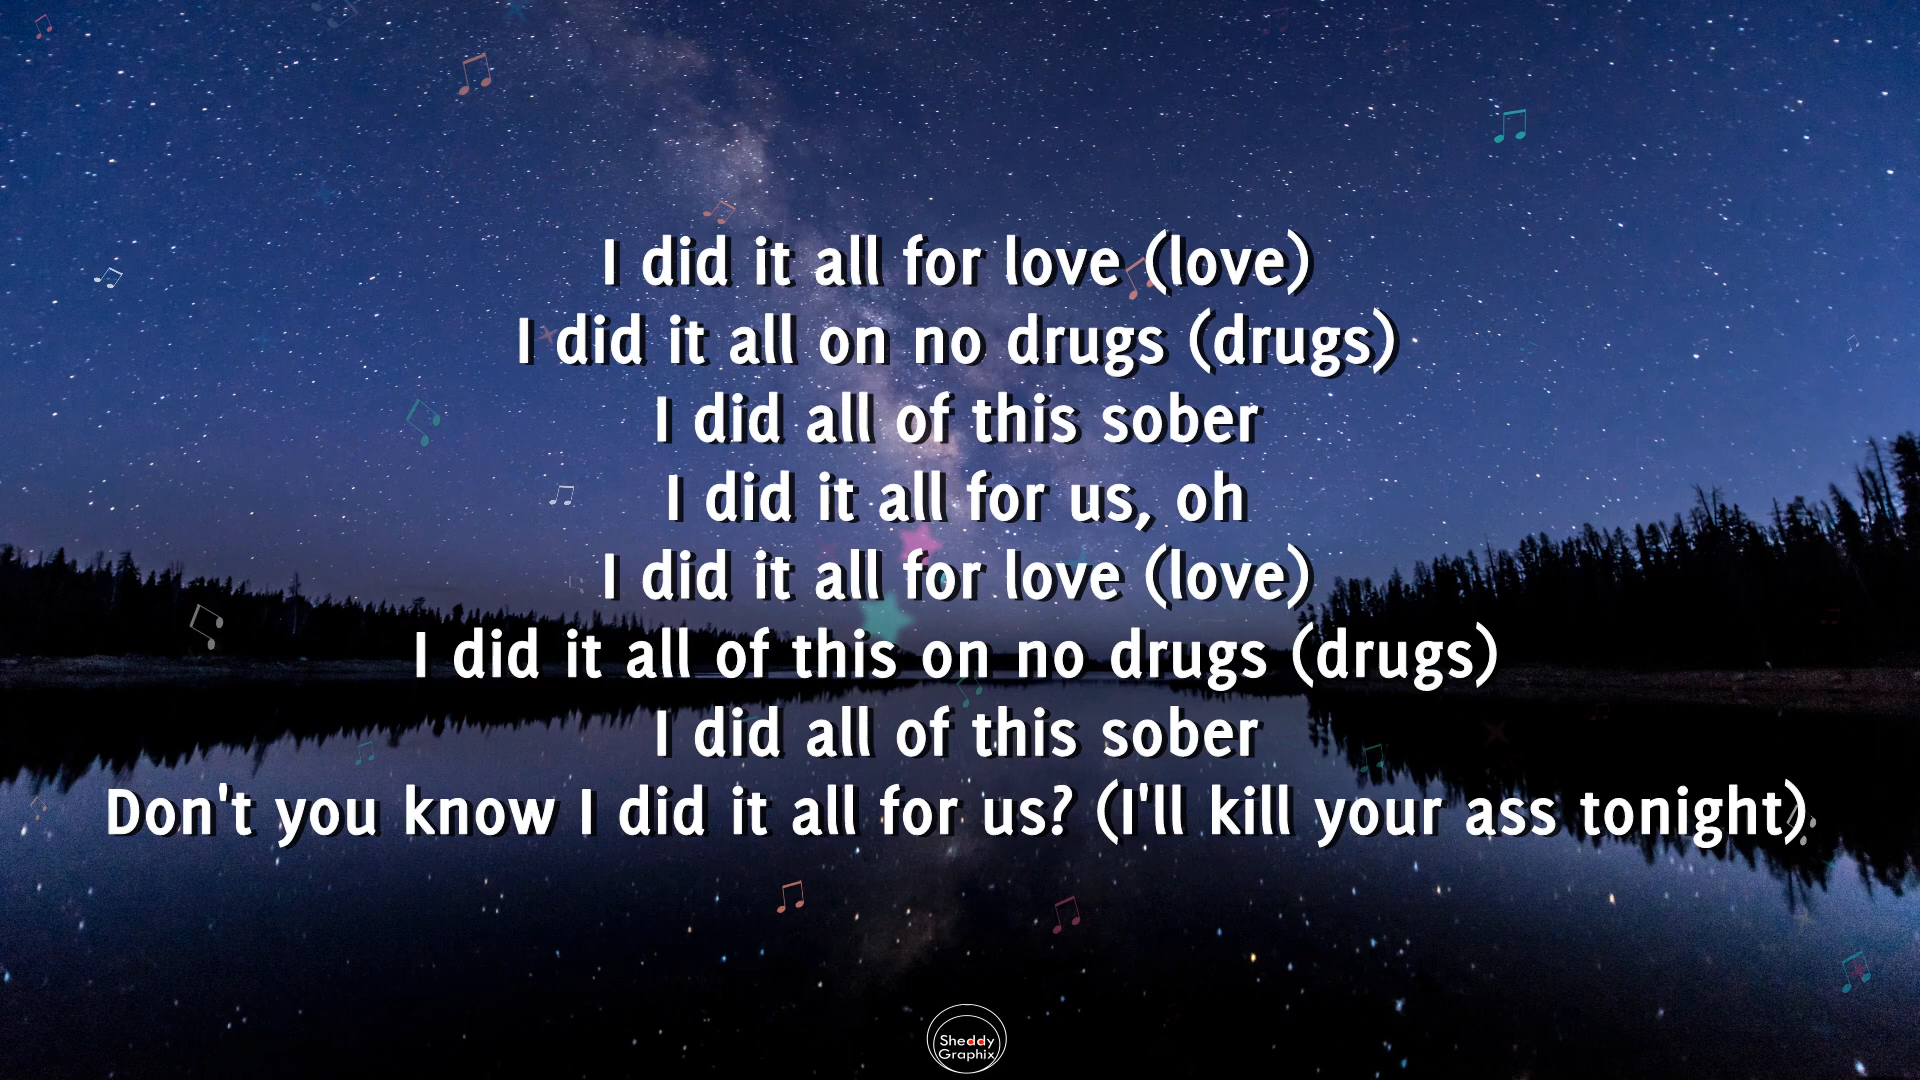 I did it all for love (love)
I did it all on no drugs (drugs)
I did all of this sober
I did it all for us, oh
I did it all for love (love)
I did it all of this on no drugs (drugs)
I did all of this sober
Don't you know I did it all for us? (I'll kill your ass tonight)
Sheddy
Graphix